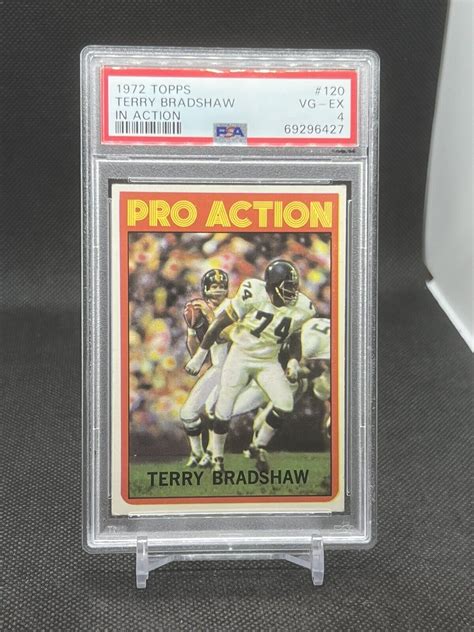 1972 TOPPS #120
TERRY BRADSHAW VG-EX
IN ACTION 4
PSA 69296427
PRO ACTION
74
TERRY BRADSHAW